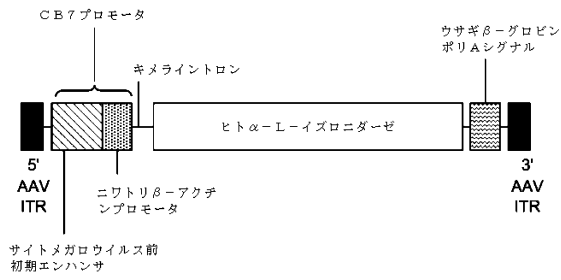 CB7プロモータ
キメライントロン
ウサギβ-グロビン
ポリAシグナル
ヒトα-L-イズロニダーゼ
5'
AAV
ITR
3'
AAV
ITR
ニワトリβ-アクチ
ンプロモータ
サイトメガロウイルス前
初期エンハンサ